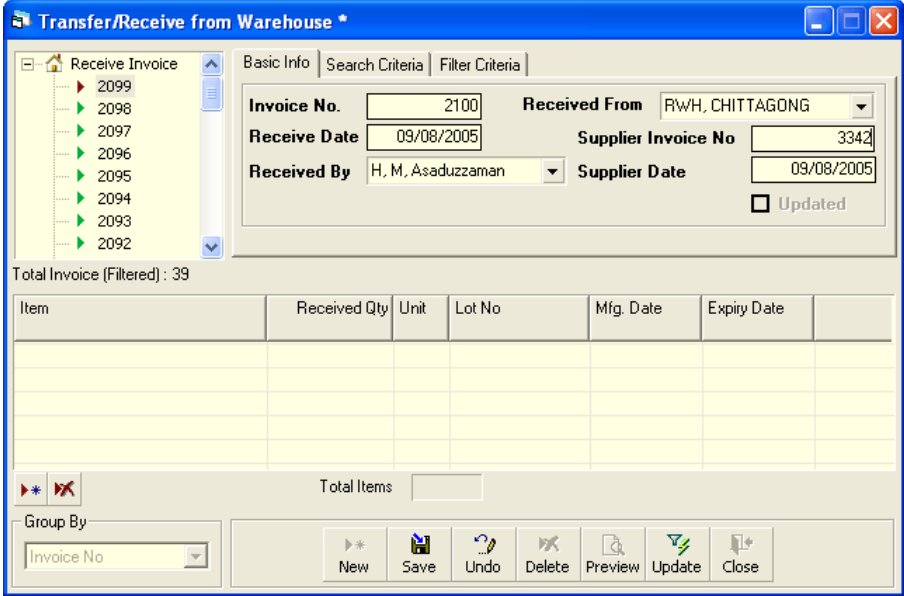 Transfer/Receive from Warehouse *
Receive Invoice
2099
2098
2097
2096
2095
2094
2093
2092
Basic Info Search Criteria Filter Criteria
Invoice No. 2100 Received From RWH, CHITTAGONG
Receive Date 09/08/2005 Supplier Invoice No 3342
Received By H, M, Asaduzzaman Supplier Date 09/08/2005
Updated
Total Invoice (Filtered) : 39
Item Received Qty Unit Lot No Mfg. Date Expiry Date
Total Items
Group By
Invoice No
New Save Undo Delete Preview Update Close